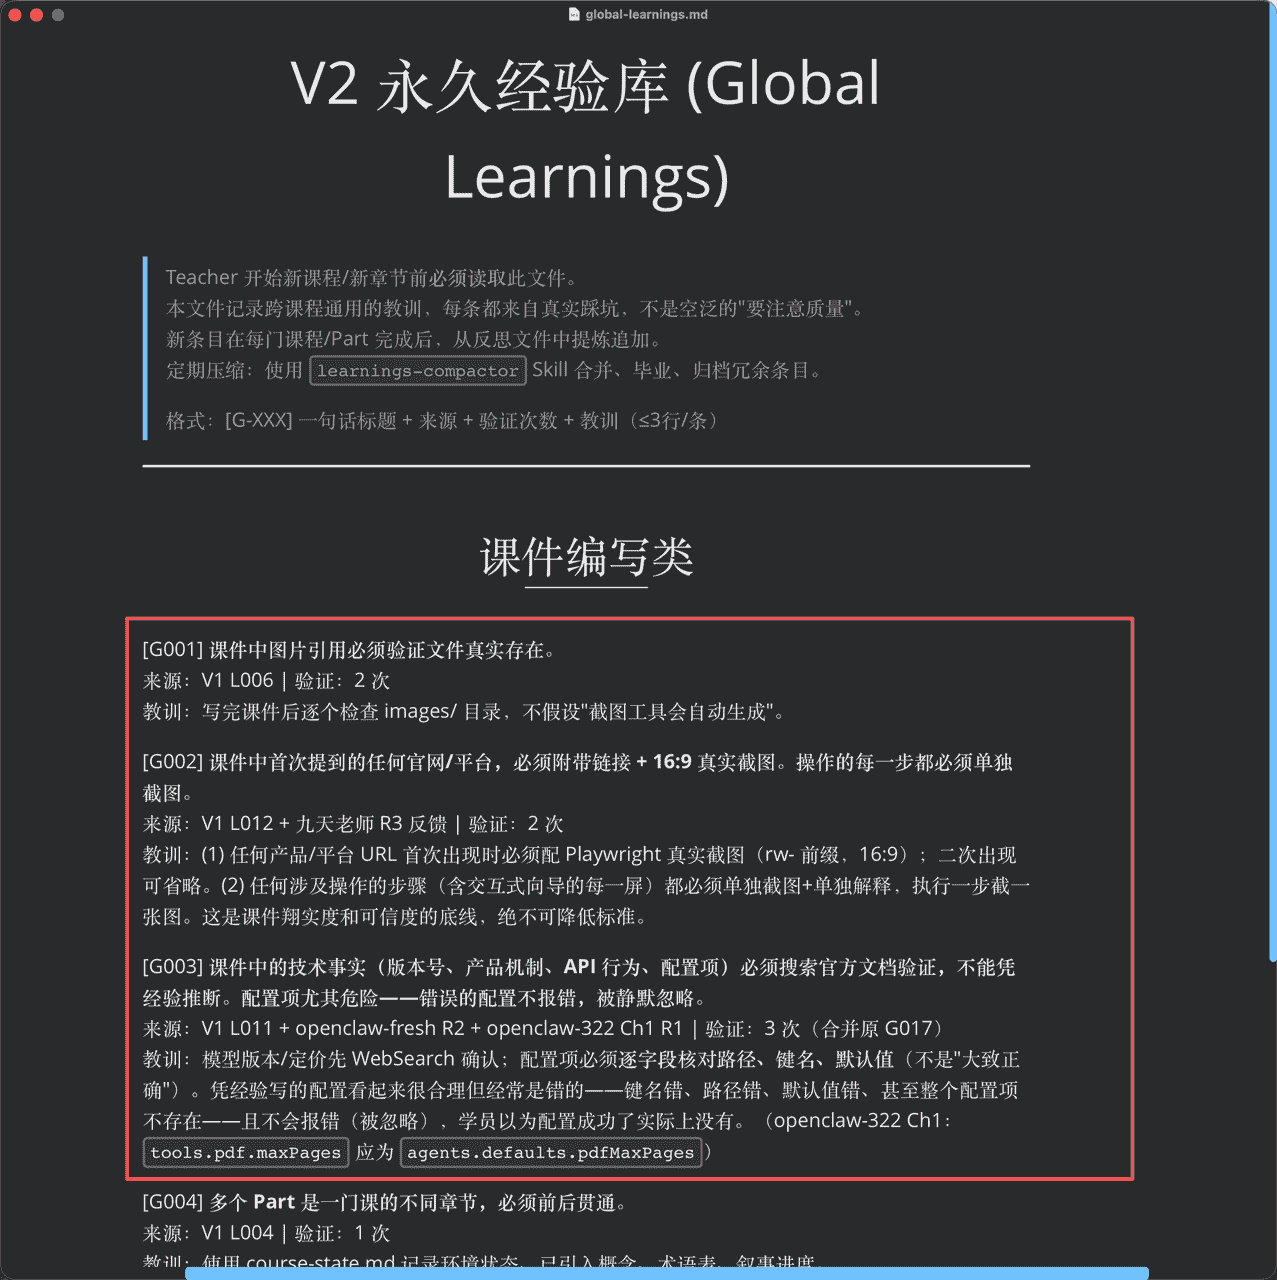 global-learnings.md
V2 永久经验库 (Global
Learnings)
Teacher 开始新课程/新章节前必须读取此文件。
本文件记录跨课程通用的教训，每条都来自真实踩坑，不是空泛的"要注意质量"。
新条目在每门课程/Part 完成后，从反思文件中提炼追加。
定期压缩：使用 learnings-compactor Skill 合并、毕业、归档冗余条目。
格式：[G-XXX] 一句话标题 + 来源 + 验证次数 + 教训（≤3行/条）
课件编写类
[G001] 课件中图片引用必须验证文件真实存在。
来源：V1 L006 | 验证：2 次
教训：写完课件后逐个检查 images/ 目录，不假设"截图工具会自动生成"。
[G002] 课件中首次提到的任何官网/平台，必须附带链接 + 16:9 真实截图。操作的每一步都必须单独
截图。
来源：V1 L012 + 九天老师 R3 反馈 | 验证：2 次
教训：(1) 任何产品/平台 URL 首次出现时必须配 Playwright 真实截图（rw- 前缀，16:9）；二次出现
可省略。(2) 任何涉及操作的步骤（含交互式向导的每一屏）都必须单独截图+单独解释，执行一步截一
张图。这是课件翔实度和可信度的底线，绝不可降低标准。
[G003] 课件中的技术事实（版本号、产品机制、API 行为、配置项）必须搜索官方文档验证，不能凭
经验推断。配置项尤其危险——错误的配置不报错，被静默忽略。
来源：V1 L011 + openclaw-fresh R2 + openclaw-322 Ch1 R1 | 验证：3 次（合并原 G017）
教训：模型版本/定价先 WebSearch 确认；配置项必须逐字段核对路径、键名、默认值（不是"大致正
确"）。凭经验写的配置看起来很合理但经常是错的——键名错、路径错、默认值错、甚至整个配置项
不存在——且不会报错（被忽略），学员以为配置成功了实际上没有。（openclaw-322 Ch1：
tools.pdf.maxPages 应为 agents.defaults.pdfMaxPages）
[G004] 多个 Part 是一门课的不同章节，必须前后贯通。
来源：V1 L004 | 验证：1 次
教训：使用 course-state.md 记录环境状态、已引入概念、术语表、叙事进度。